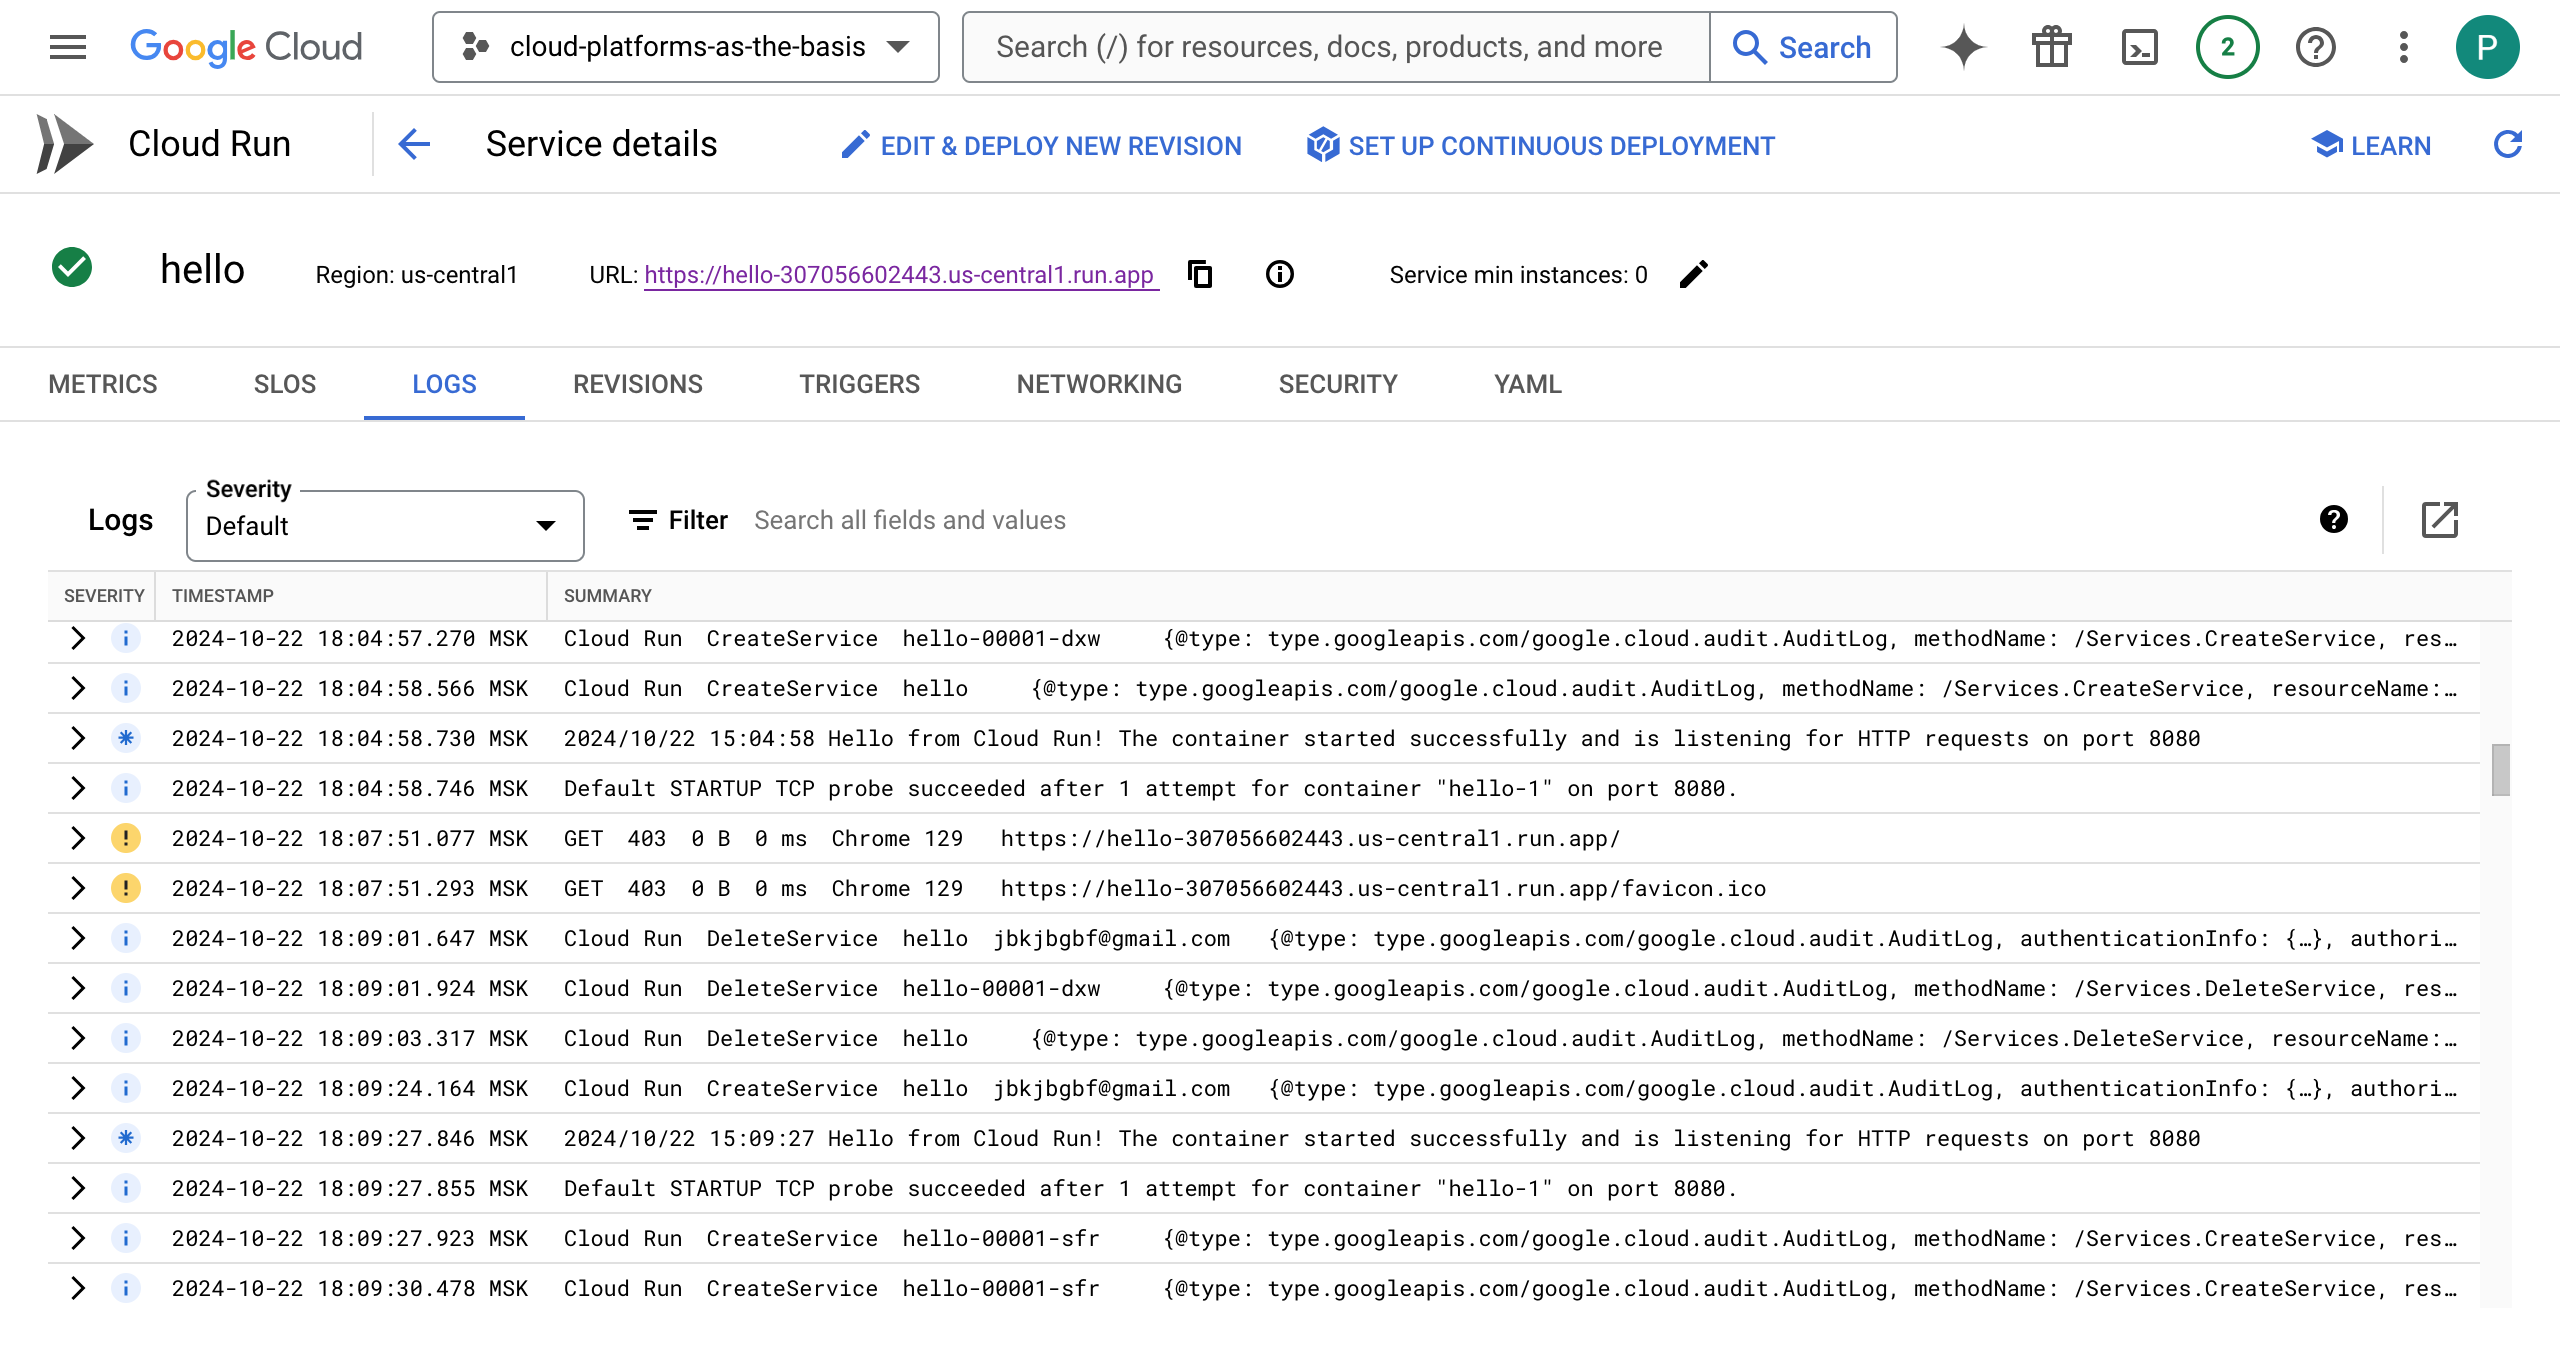 Google Cloud cloud-platforms-as-the-basis Search (/) for resources, docs, products, and more Search 2 P
Cloud Run Service details EDIT & DEPLOY NEW REVISION SET UP CONTINUOUS DEPLOYMENT LEARN
hello Region: us-central1 URL: https://hello-307056602443.us-central1.run.app Service min instances: 0
METRICS SLOS LOGS REVISIONS TRIGGERS NETWORKING SECURITY YAML
Severity
Logs Default Filter Search all fields and values
SEVERITY TIMESTAMP SUMMARY
2024-10-22 18:04:57.270 MSK Cloud Run CreateService hello-00001-dxw {@type: type.googleapis.com/google.cloud.audit.AuditLog, methodName: /Services.CreateService, res…
2024-10-22 18:04:58.566 MSK Cloud Run CreateService hello {@type: type.googleapis.com/google.cloud.audit.AuditLog, methodName: /Services.CreateService, resourceName:…
2024-10-22 18:04:58.730 MSK 2024/10/22 15:04:58 Hello from Cloud Run! The container started successfully and is listening for HTTP requests on port 8080
2024-10-22 18:04:58.746 MSK Default STARTUP TCP probe succeeded after 1 attempt for container "hello-1" on port 8080.
2024-10-22 18:07:51.077 MSK GET 403 0 B 0 ms Chrome 129 https://hello-307056602443.us-central1.run.app/
2024-10-22 18:07:51.293 MSK GET 403 0 B 0 ms Chrome 129 https://hello-307056602443.us-central1.run.app/favicon.ico
2024-10-22 18:09:01.647 MSK Cloud Run DeleteService hello jbkjbgbf@gmail.com {@type: type.googleapis.com/google.cloud.audit.AuditLog, authenticationInfo: {…}, authori…
2024-10-22 18:09:01.924 MSK Cloud Run DeleteService hello-00001-dxw {@type: type.googleapis.com/google.cloud.audit.AuditLog, methodName: /Services.DeleteService, res…
2024-10-22 18:09:03.317 MSK Cloud Run DeleteService hello {@type: type.googleapis.com/google.cloud.audit.AuditLog, methodName: /Services.DeleteService, resourceName:…
2024-10-22 18:09:24.164 MSK Cloud Run CreateService hello jbkjbgbf@gmail.com {@type: type.googleapis.com/google.cloud.audit.AuditLog, authenticationInfo: {…}, authori…
2024-10-22 18:09:27.846 MSK 2024/10/22 15:09:27 Hello from Cloud Run! The container started successfully and is listening for HTTP requests on port 8080
2024-10-22 18:09:27.855 MSK Default STARTUP TCP probe succeeded after 1 attempt for container "hello-1" on port 8080.
2024-10-22 18:09:27.923 MSK Cloud Run CreateService hello-00001-sfr {@type: type.googleapis.com/google.cloud.audit.AuditLog, methodName: /Services.CreateService, res…
2024-10-22 18:09:30.478 MSK Cloud Run CreateService hello-00001-sfr {@type: type.googleapis.com/google.cloud.audit.AuditLog, methodName: /Services.CreateService, res…